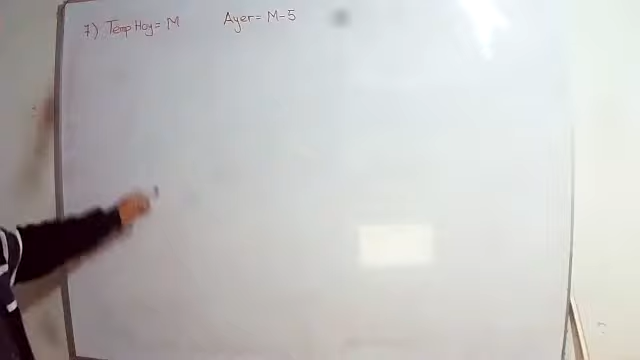 7) Temp Hoy = M Ayer = M = 5